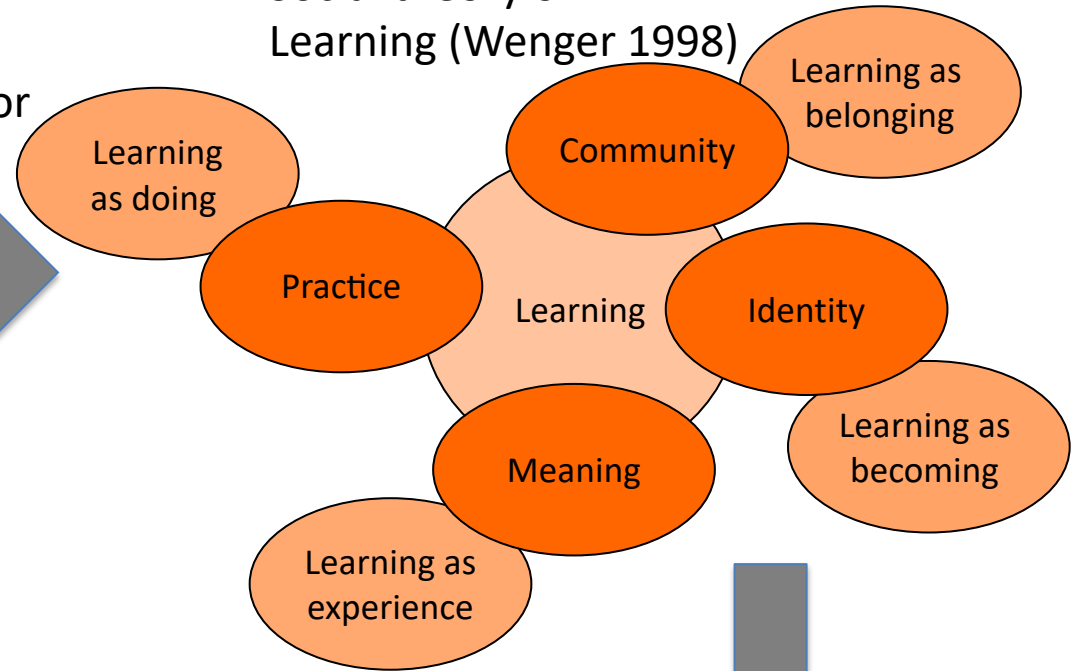 Learning (Wenger 1998)
or
Learning as
belonging
Community
Learning
as doing
Practice
Learning
Identity
Learning as
becoming
Meaning
Learning as
experience